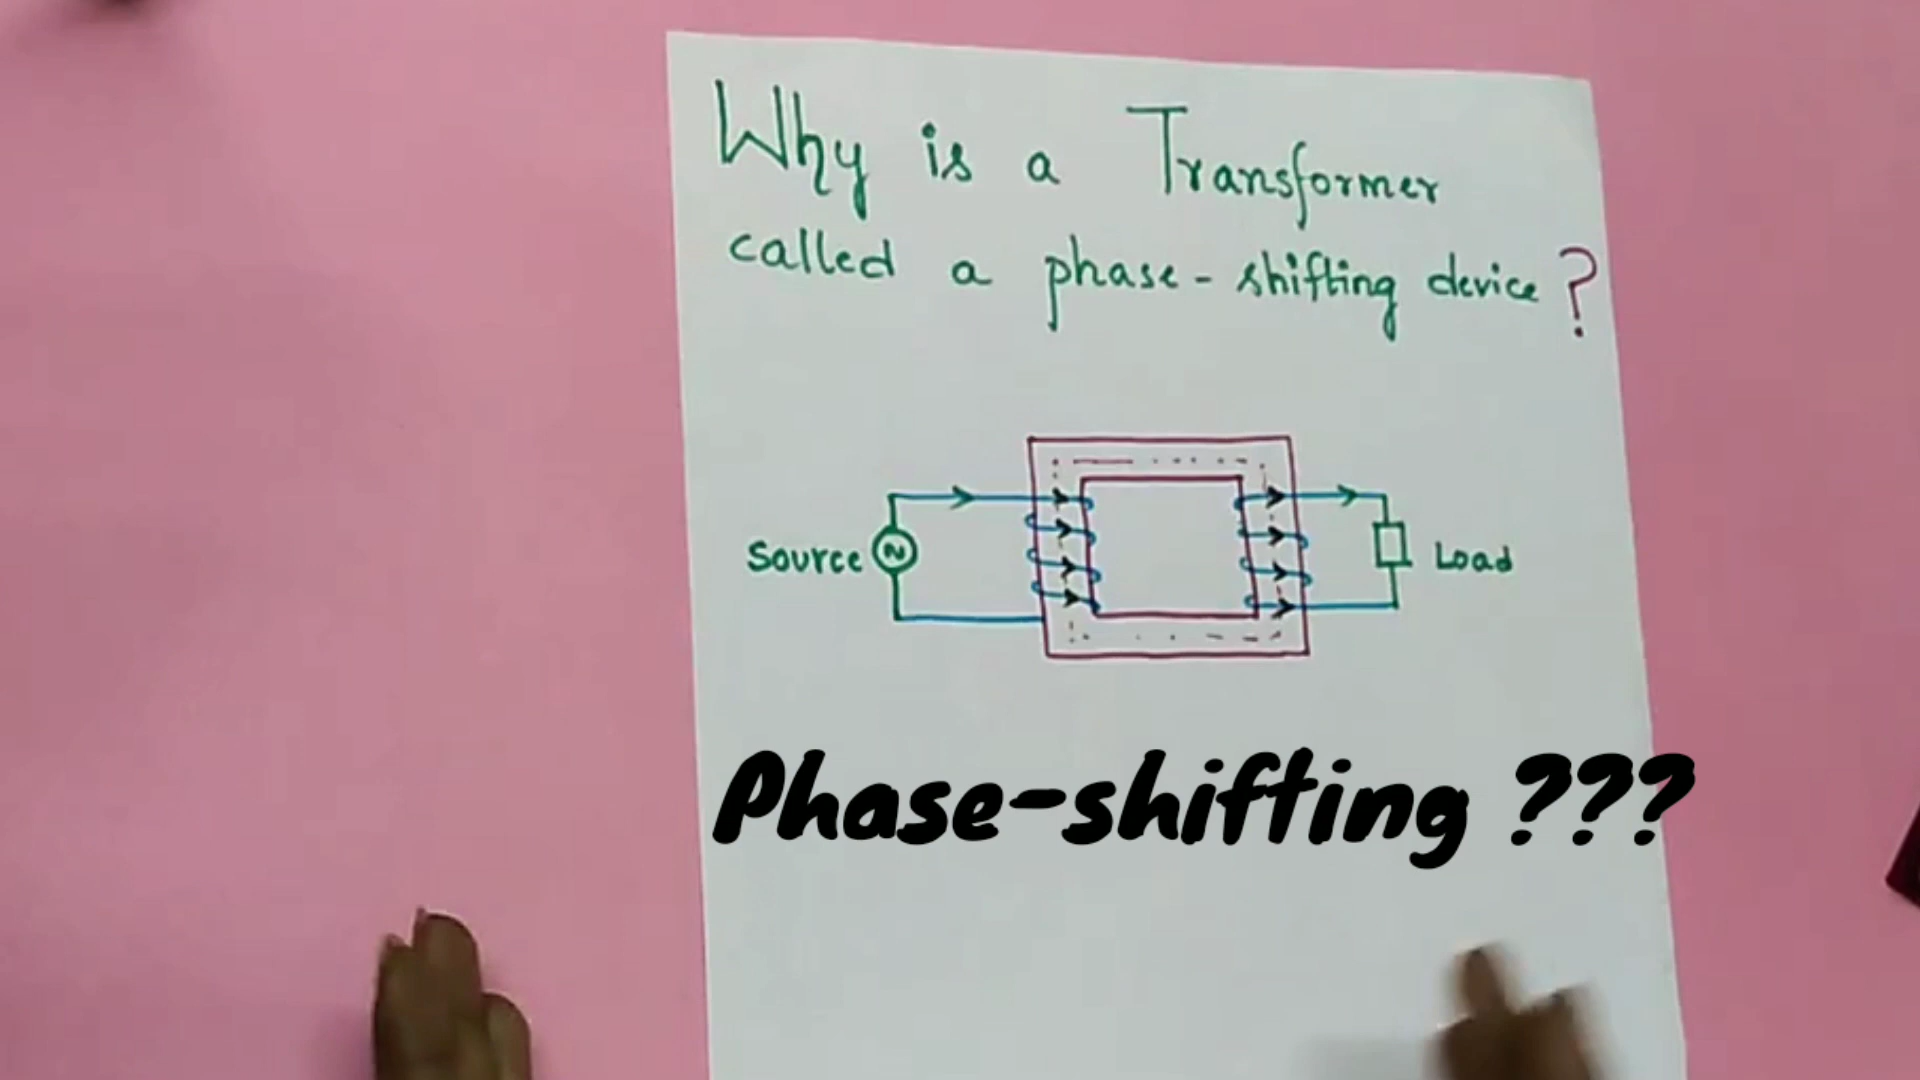 Why is a Transformer
called a phase-shifting device?
Source
Load
Phase-shifting ???